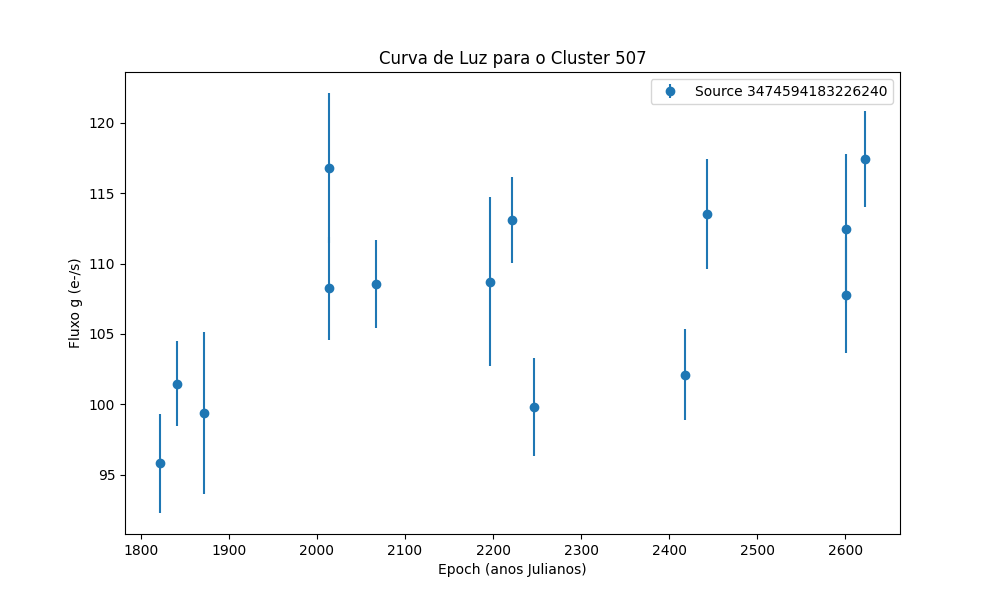 Curva de Luz para o Cluster 507
Source 3474594183226240
Fluxo g (e-/s)
120
115
110
105
100
95
1800 1900 2000 2100 2200 2300 2400 2500 2600
Epoch (anos Julianos)